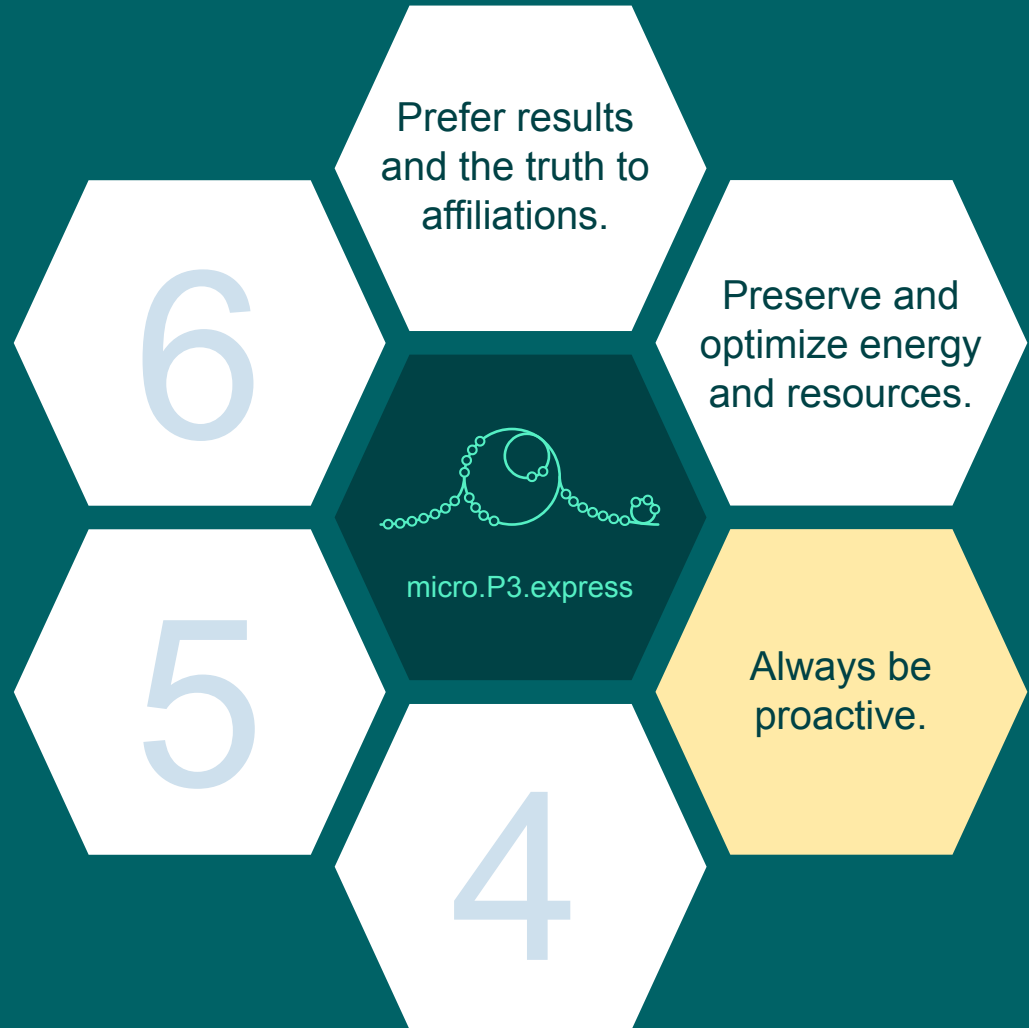 Prefer results
and the truth to
affiliations.
Preserve and
optimize energy
and resources.
Always be
proactive.
4
5
6
micro.P3.express